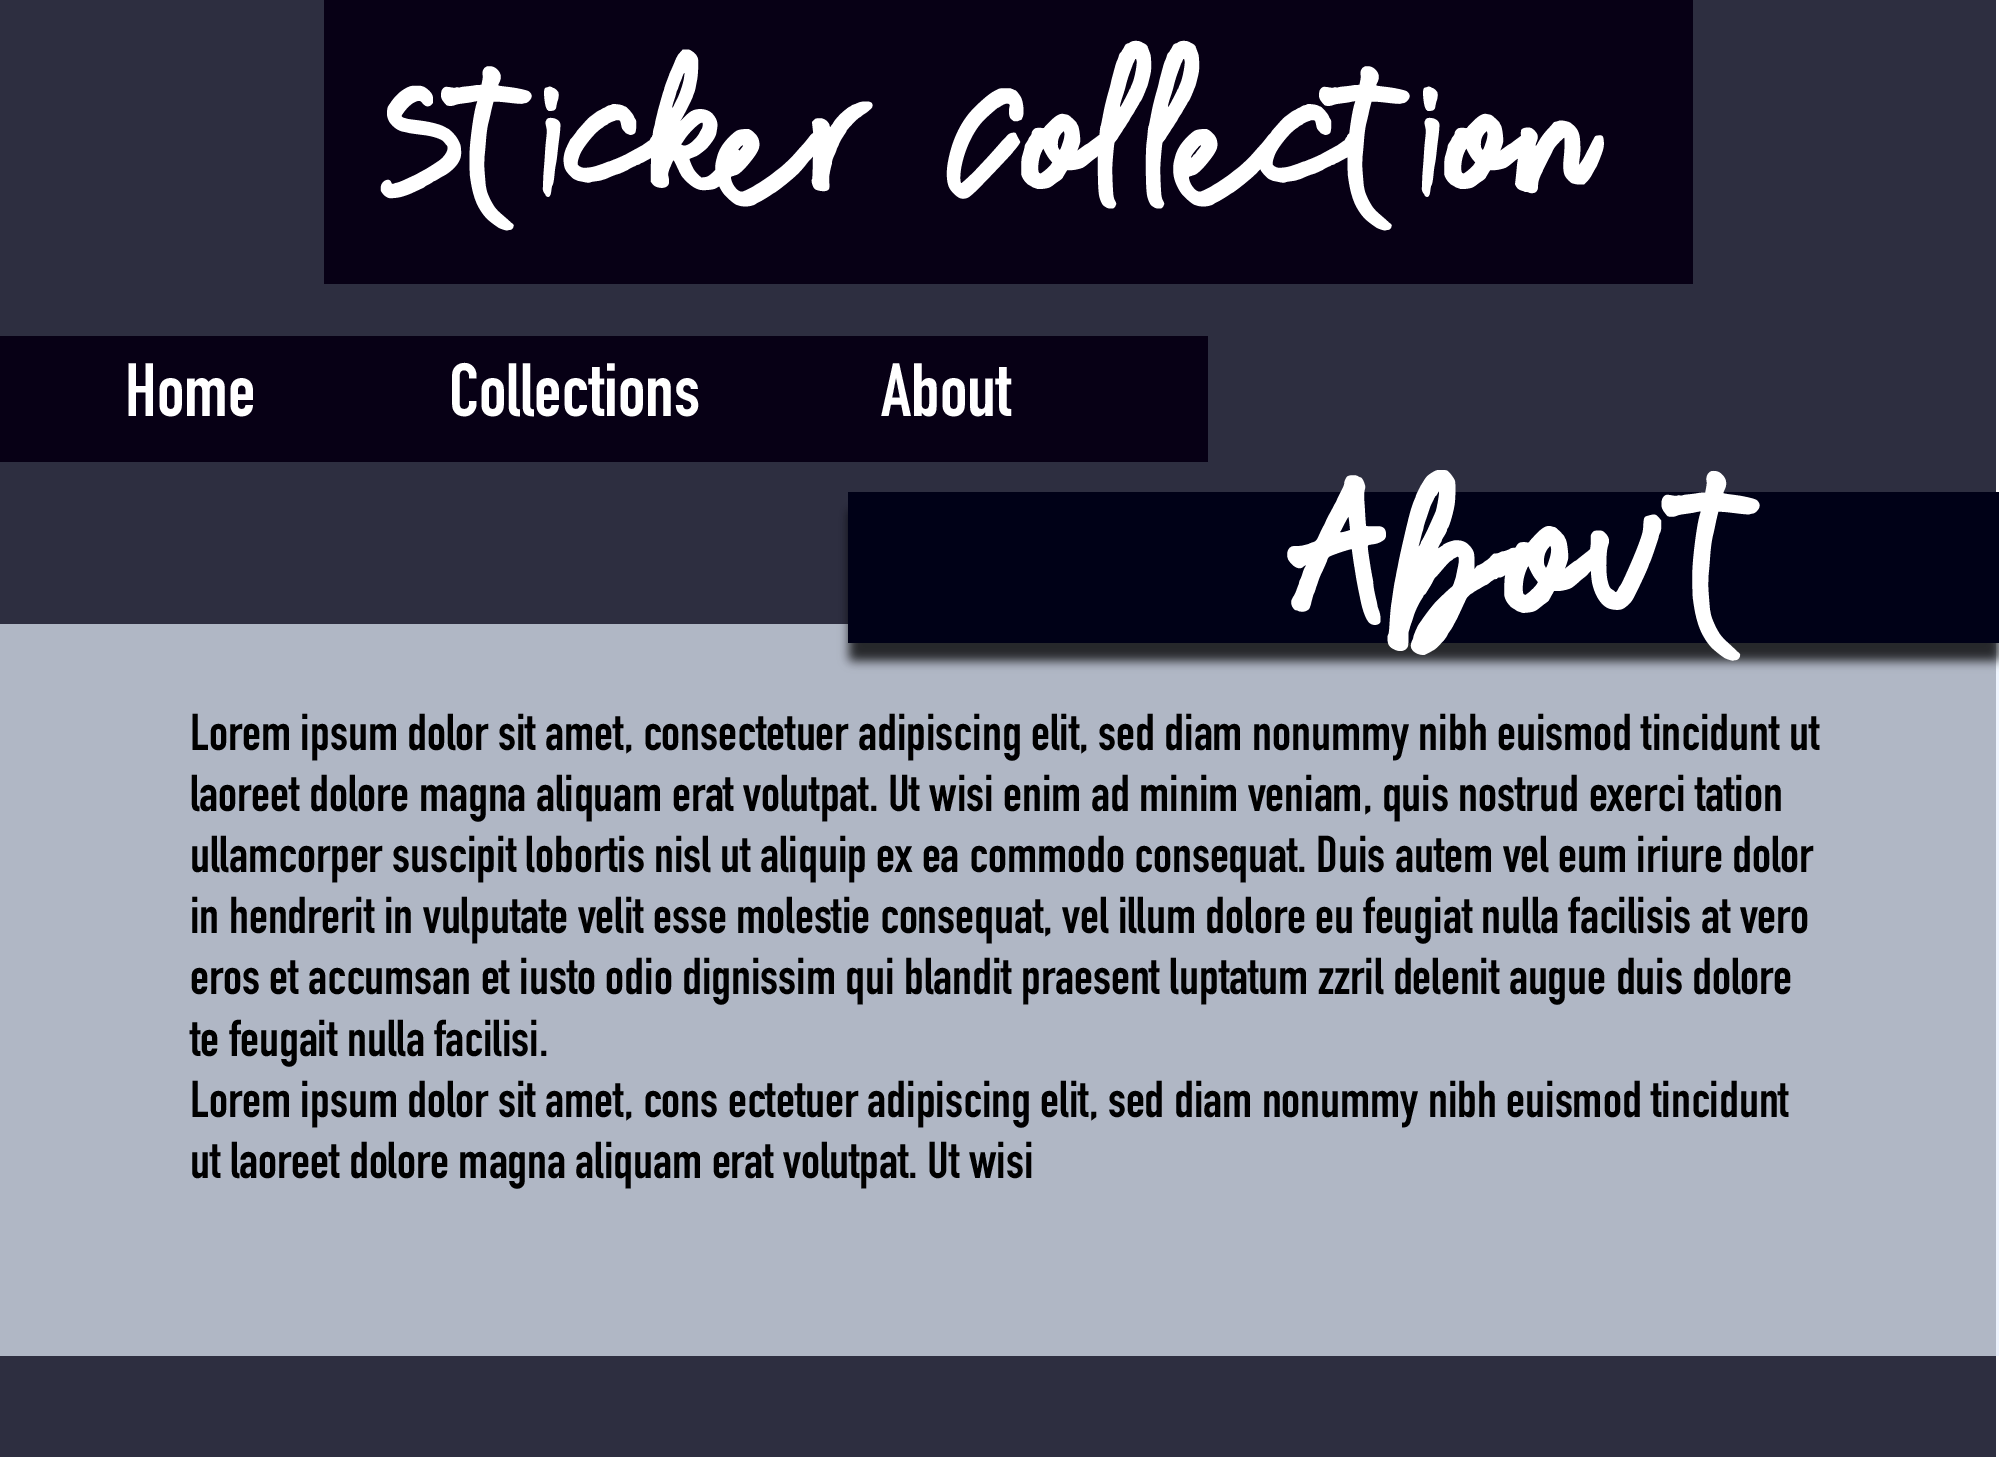 Sticker Collection
Home Collections About
About
Lorem ipsum dolor sit amet, consectetuer adipiscing elit, sed diam nonummy nibh euismod tincidunt ut
laoreet dolore magna aliquam erat volutpat. Ut wisi enim ad minim veniam, quis nostrud exerci tation
ullamcorper suscipit lobortis nisl ut aliquip ex ea commodo consequat. Duis autem vel eum iriure dolor
in hendrerit in vulputate velit esse molestie consequat, vel illum dolore eu feugiat nulla facilisis at vero
eros et accumsan et iusto odio dignissim qui blandit praesent luptatum zzril delenit augue duis dolore
te feugait nulla facilisi.
Lorem ipsum dolor sit amet, cons ectetuer adipiscing elit, sed diam nonummy nibh euismod tincidunt
ut laoreet dolore magna aliquam erat volutpat. Ut wisi